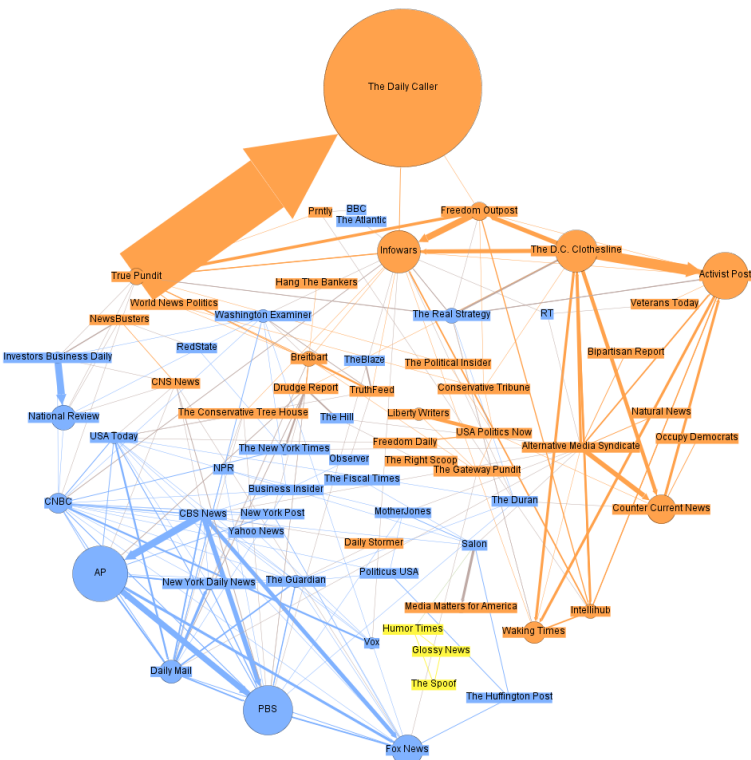 The Daily Caller
BBC
Prntly
Freedom Outpost
The Atlantic
Infowars
The D.C. Clothesline
True Pundit
Activist Post
Hang The Bankers
World News Politics
Veterans Today
NewsBusters
Washington Examiner
The Real Strategy
RT
RedState
Bipartisan Report
Investors Business Daily
Breitbart
TheBlaze
The Political Insider
CNS News
Drudge Report
TruthFeed
Conservative Tribune
National Review
The Conservative Tree House
The Hill
Liberty Writers
Natural News
USA Today
USA Politics Now
Occupy Democrats
The New York Times
Freedom Daily
Alternative Media Syndicate
Observer
The Right Scoop
NPR
The Gateway Pundit
The Fiscal Times
Business Insider
CNBC
The Duran
CBS News
New York Post
MotherJones
Counter Current News
Yahoo News
Daily Stormer
Salon
AP
New York Daily News
The Guardian
Politicus USA
Media Matters for America
Intellihub
Humor Times
Waking Times
Vox
Glossy News
Daily Mail
The Spoof
The Huffington Post
PBS
Fox News